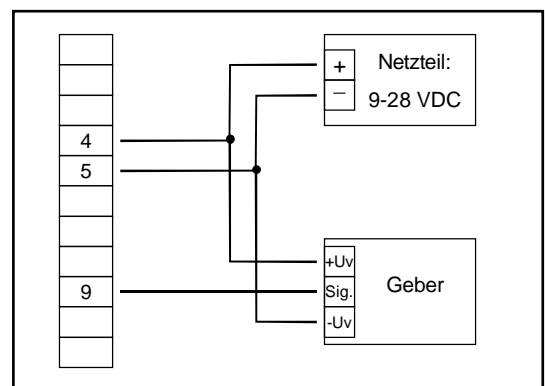 4
5
9
+
−
Netzteil:
9-28 VDC
+Uv
Sig.
-Uv
Geber